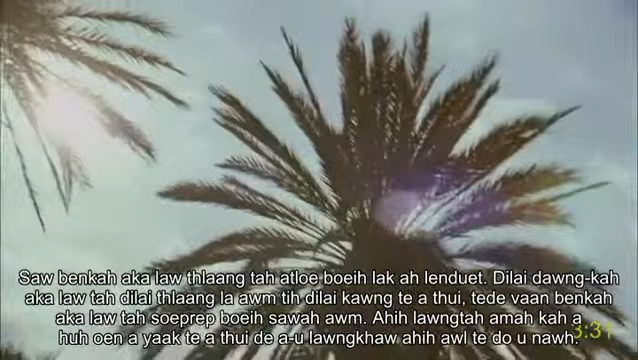 Saw benkah aka law thlaang tah atloe boeih lak ah lenduet. Dilai dawng-kah
aka law tah dilai thlaang la awm tih dilai kawng te a thui, tede vaan benkah
aka law tah soeprep boeih sawah awm. Ahih lawngtah amah kah a
huh oen a yaak te a thui de a-u lawngkhaw ahih awl te do u nawh.
3:31